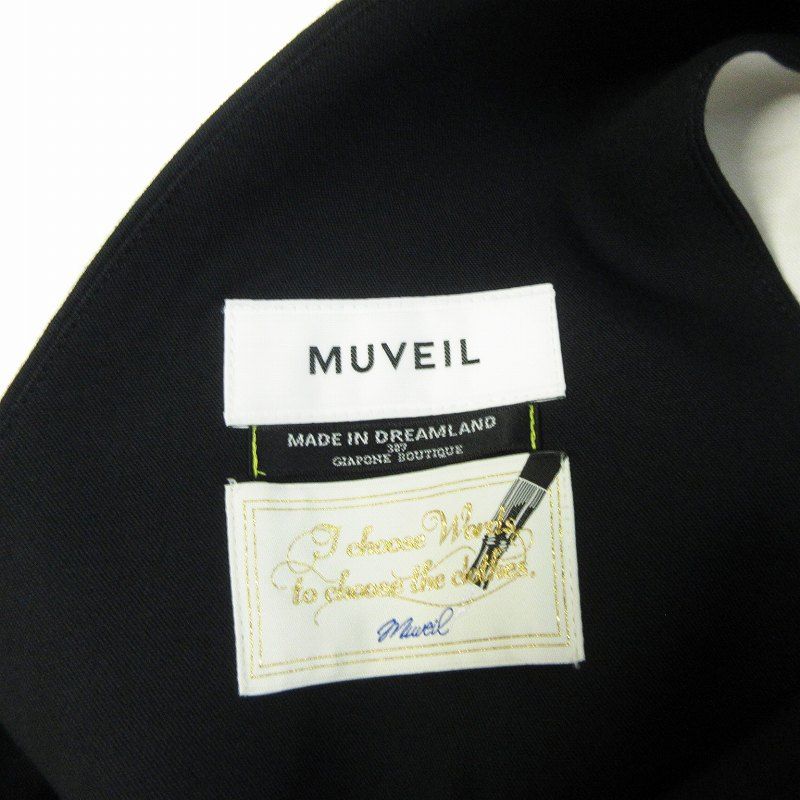 MUVEIL
MADE IN DREAMLAND
387
GIAPONE BOUTIQUE
I choose Words,
to choose the clothes.
Muveil